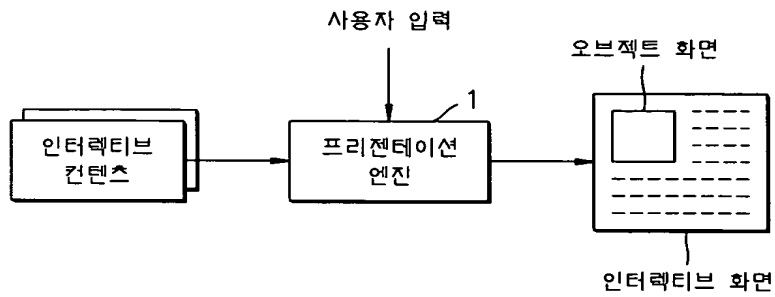 사용자 입력
오브젝트 화면
1
인터렉티브
컨텐츠
프리젠테이션
엔진
인터렉티브 화면